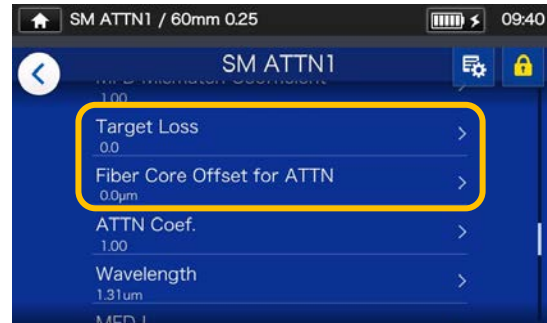 SM ATTN1 / 60mm 0.25
09:40
SM ATTN1
1.00
Target Loss
0.0
Fiber Core Offset for ATTN
0.0µm
ATTN Coef.
1.00
Wavelength
1.31um